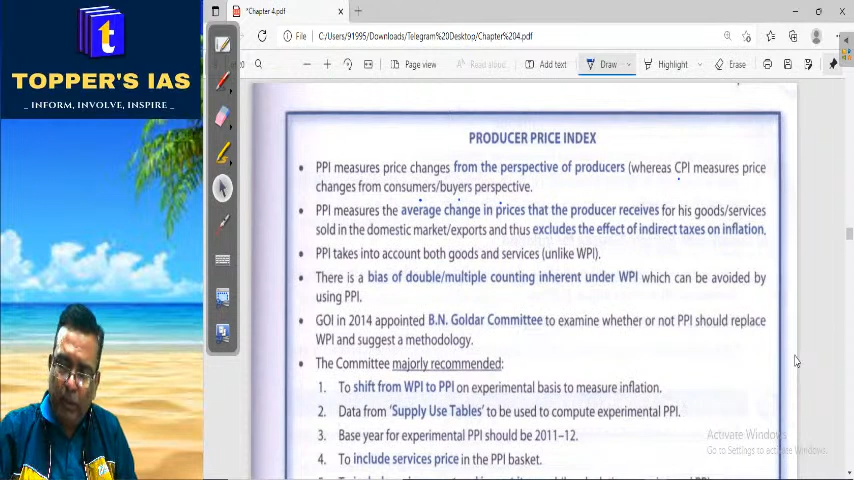 *Chapter 4.pdf
File
C:/Users/91995/Downloads/Telegram%20Desktop/Chapter%204.pdf
20
Page view
Read aloud
Add text
Draw
Highlight
Erase
t
TOPPER'S IAS
_ INFORM, INVOLVE, INSPIRE _
PRODUCER PRICE INDEX
• PPI measures price changes from the perspective of producers (whereas CPI measures price
changes from consumers/buyers perspective.
• PPI measures the average change in prices that the producer receives for his goods/services
sold in the domestic market/exports and thus excludes the effect of indirect taxes on inflation.
• PPI takes into account both goods and services (unlike WPI).
• There is a bias of double/multiple counting inherent under WPI which can be avoided by
using PPI.
• GOI in 2014 appointed B.N. Goldar Committee to examine whether or not PPI should replace
WPI and suggest a methodology.
• The Committee majorly recommended:
1. To shift from WPI to PPI on experimental basis to measure inflation.
2. Data from 'Supply Use Tables' to be used to compute experimental PPI.
3. Base year for experimental PPI should be 2011–12.
4. To include services price in the PPI basket.
Activate Windows
Go to Settings to activate Windows.